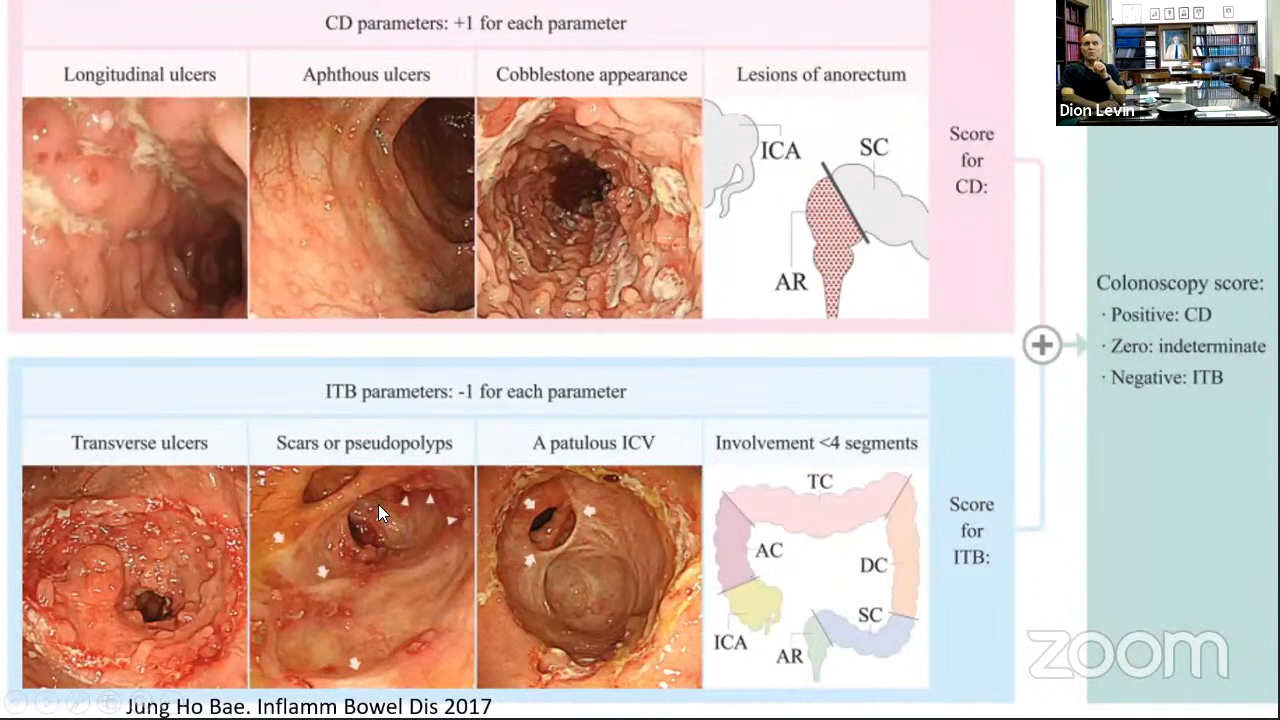 CD parameters: +1 for each parameter
Longitudinal ulcers
Aphthous ulcers
Cobblestone appearance
Lesions of anorectum
ICA
SC
AR
Score
for
CD:
Dion Levin
ITB parameters: -1 for each parameter
Transverse ulcers
Scars or pseudopolyps
A patulous ICV
Involvement <4 segments
TC
AC
DC
SC
ICA
AR
Score
for
ITB:
Colonoscopy score:
· Positive: CD
· Zero: indeterminate
· Negative: ITB
zoom
Jung Ho Bae. Inflamm Bowel Dis 2017